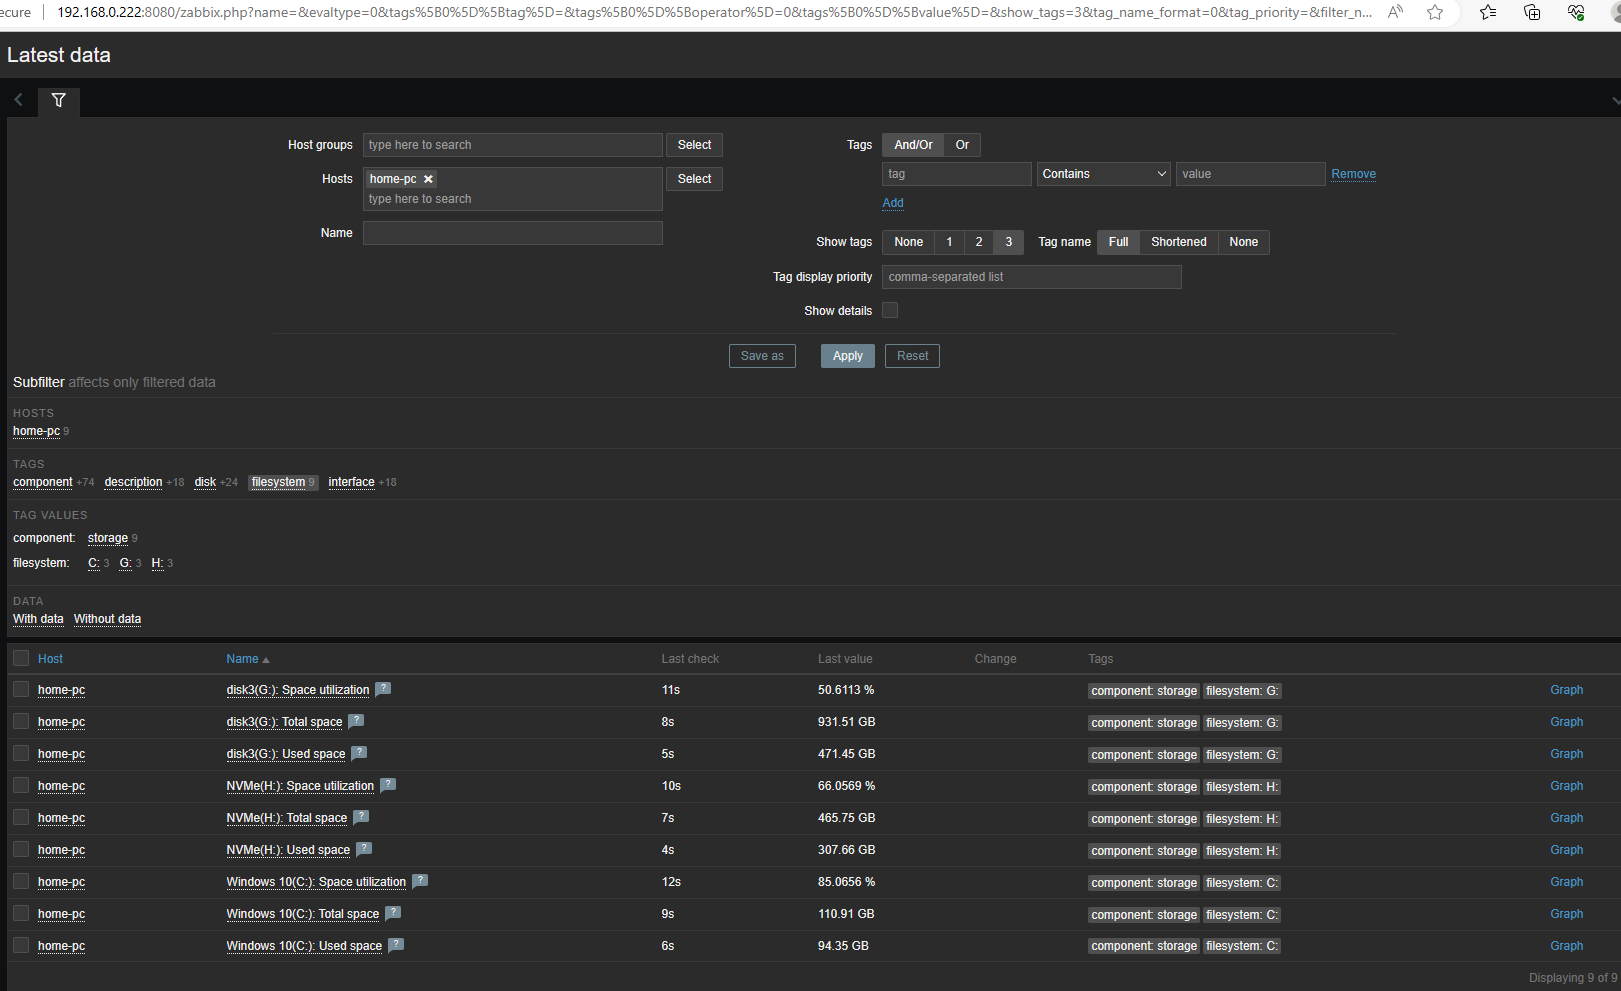 ecure 192.168.0.222:8080/zabbix.php?name=&evaltype=0&tags%5B0%5D%5Btag%5D=&tags%5B0%5D%5Boperator%5D=0&tags%5B0%5D%5Bvalue%5D=&show_tags=3&tag_name_format=0&tag_priority=&filter_n...
Latest data
Host groups type here to search Select Tags And/Or Or
Hosts home-pc Select tag Contains value Remove
type here to search Add
Name
Show tags None 1 2 3 Tag name Full Shortened None
Tag display priority comma-separated list
Show details
Save as Apply Reset
Subfilter affects only filtered data
HOSTS
home-pc 9
TAGS
component +74 description +18 disk +24 filesystem 9 interface +18
TAG VALUES
component: storage 9
filesystem: C: 3 G: 3 H: 3
DATA
With data Without data
Host Name Last check Last value Change Tags
home-pc disk3(G:): Space utilization ? 11s 50.6113 % component: storage filesystem: G: Graph
home-pc disk3(G:): Total space ? 8s 931.51 GB component: storage filesystem: G: Graph
home-pc disk3(G:): Used space ? 5s 471.45 GB component: storage filesystem: G: Graph
home-pc NVMe(H:): Space utilization ? 10s 66.0569 % component: storage filesystem: H: Graph
home-pc NVMe(H:): Total space ? 7s 465.75 GB component: storage filesystem: H: Graph
home-pc NVMe(H:): Used space ? 4s 307.66 GB component: storage filesystem: H: Graph
home-pc Windows 10(C:): Space utilization ? 12s 85.0656 % component: storage filesystem: C: Graph
home-pc Windows 10(C:): Total space ? 9s 110.91 GB component: storage filesystem: C: Graph
home-pc Windows 10(C:): Used space ? 6s 94.35 GB component: storage filesystem: C: Graph
Displaying 9 of 9